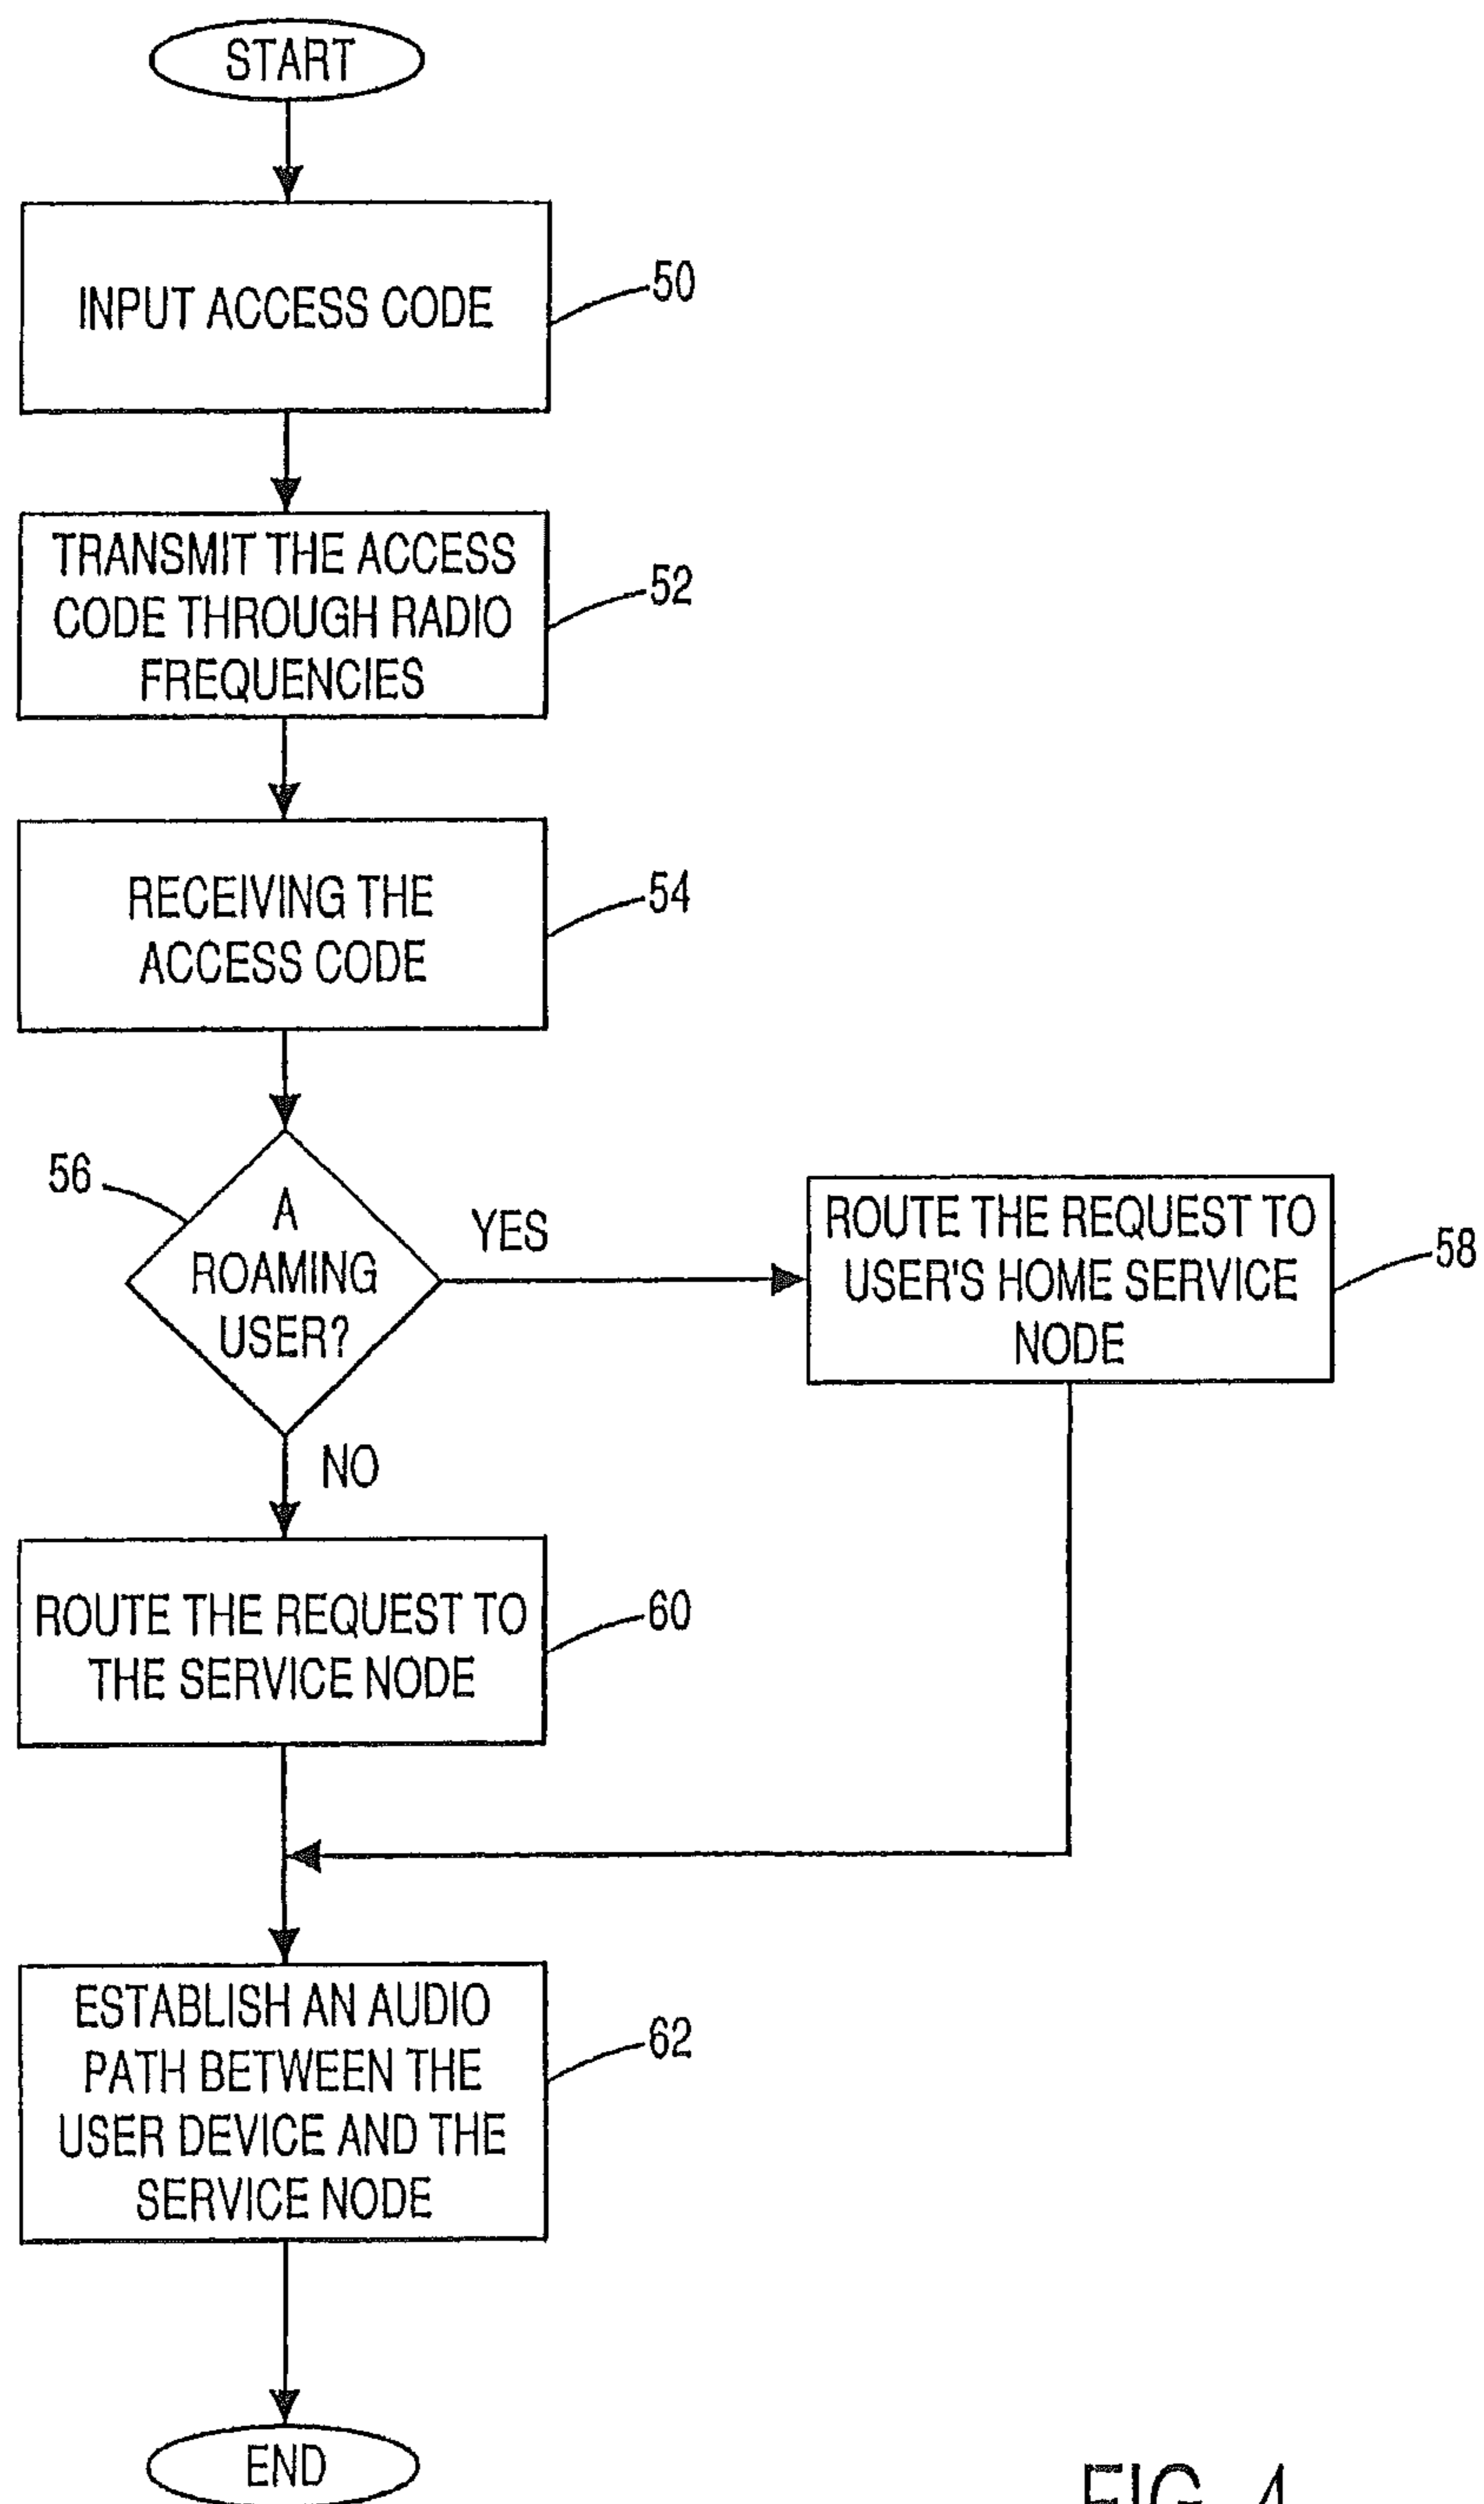 START
INPUT ACCESS CODE
50
TRANSMIT THE ACCESS
CODE THROUGH RADIO
FREQUENCIES
52
RECEIVING THE
ACCESS CODE
54
56
A
ROAMING
USER?
YES
ROUTE THE REQUEST TO
USER'S HOME SERVICE
NODE
58
NO
ROUTE THE REQUEST TO
THE SERVICE NODE
60
ESTABLISH AN AUDIO
PATH BETWEEN THE
USER DEVICE AND THE
SERVICE NODE
62
END
FIG. 4